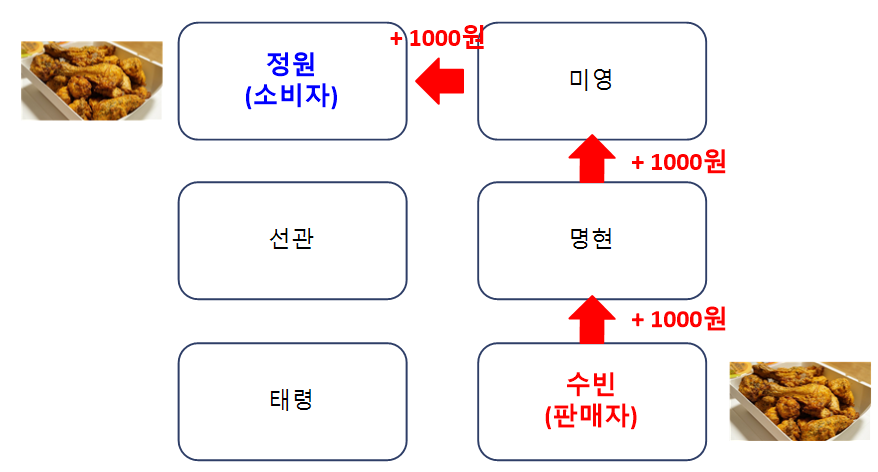 정원
(소비자)
+ 1000원
미영
+ 1000원
선관
명현
+ 1000원
태령
수빈
(판매자)